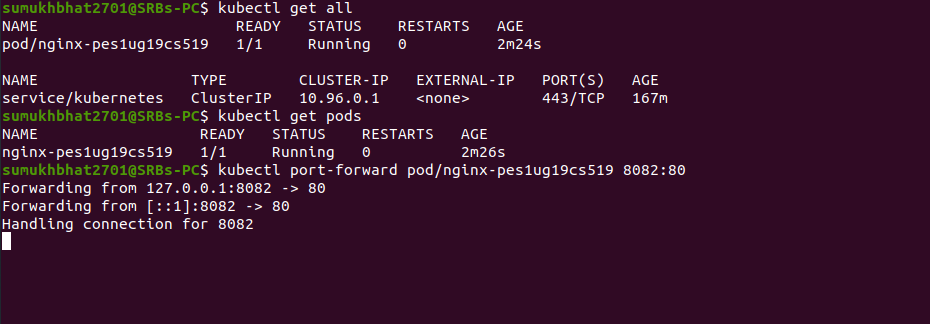 sumukhbhat2701@SRBs-PC$ kubectl get all
NAME READY STATUS RESTARTS AGE
pod/nginx-pes1ug19cs519 1/1 Running 0 2m24s
NAME TYPE CLUSTER-IP EXTERNAL-IP PORT(S) AGE
service/kubernetes ClusterIP 10.96.0.1 <none> 443/TCP 167m
sumukhbhat2701@SRBs-PC$ kubectl get pods
NAME READY STATUS RESTARTS AGE
nginx-pes1ug19cs519 1/1 Running 0 2m26s
sumukhbhat2701@SRBs-PC$ kubectl port-forward pod/nginx-pes1ug19cs519 8082:80
Forwarding from 127.0.0.1:8082 -> 80
Forwarding from [::1]:8082 -> 80
Handling connection for 8082